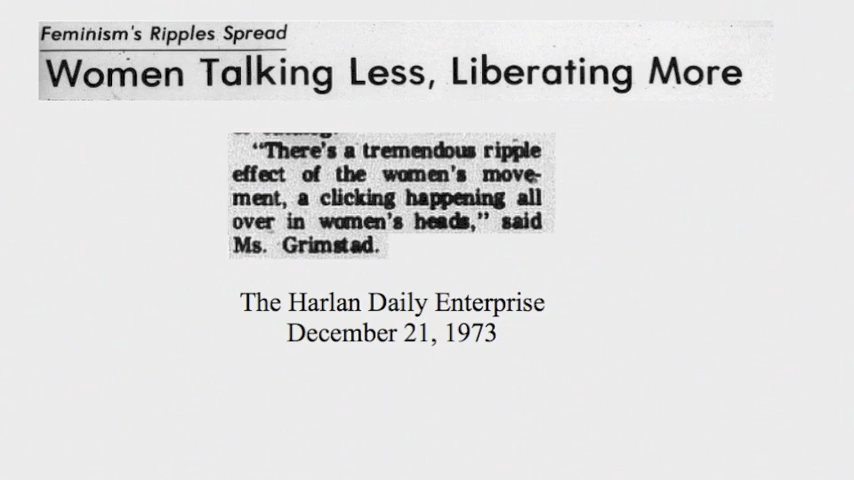 Feminism's Ripples Spread
Women Talking Less, Liberating More
"There's a tremendous ripple
effect of the women's move-
ment, a clicking happening all
over in women's heads," said
Ms. Grimstad.
The Harlan Daily Enterprise
December 21, 1973